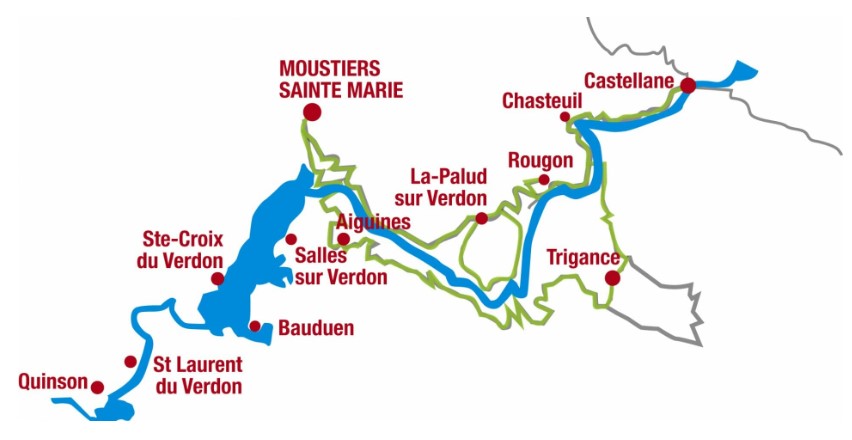 MOUSTIERS
SAINTE MARIE
Castellane
Chasteuil
Rougon
La-Palud
sur Verdon
Aiguines
Ste-Croix
du Verdon
Salles
sur Verdon
Trigance
Bauduen
St Laurent
du Verdon
Quinson